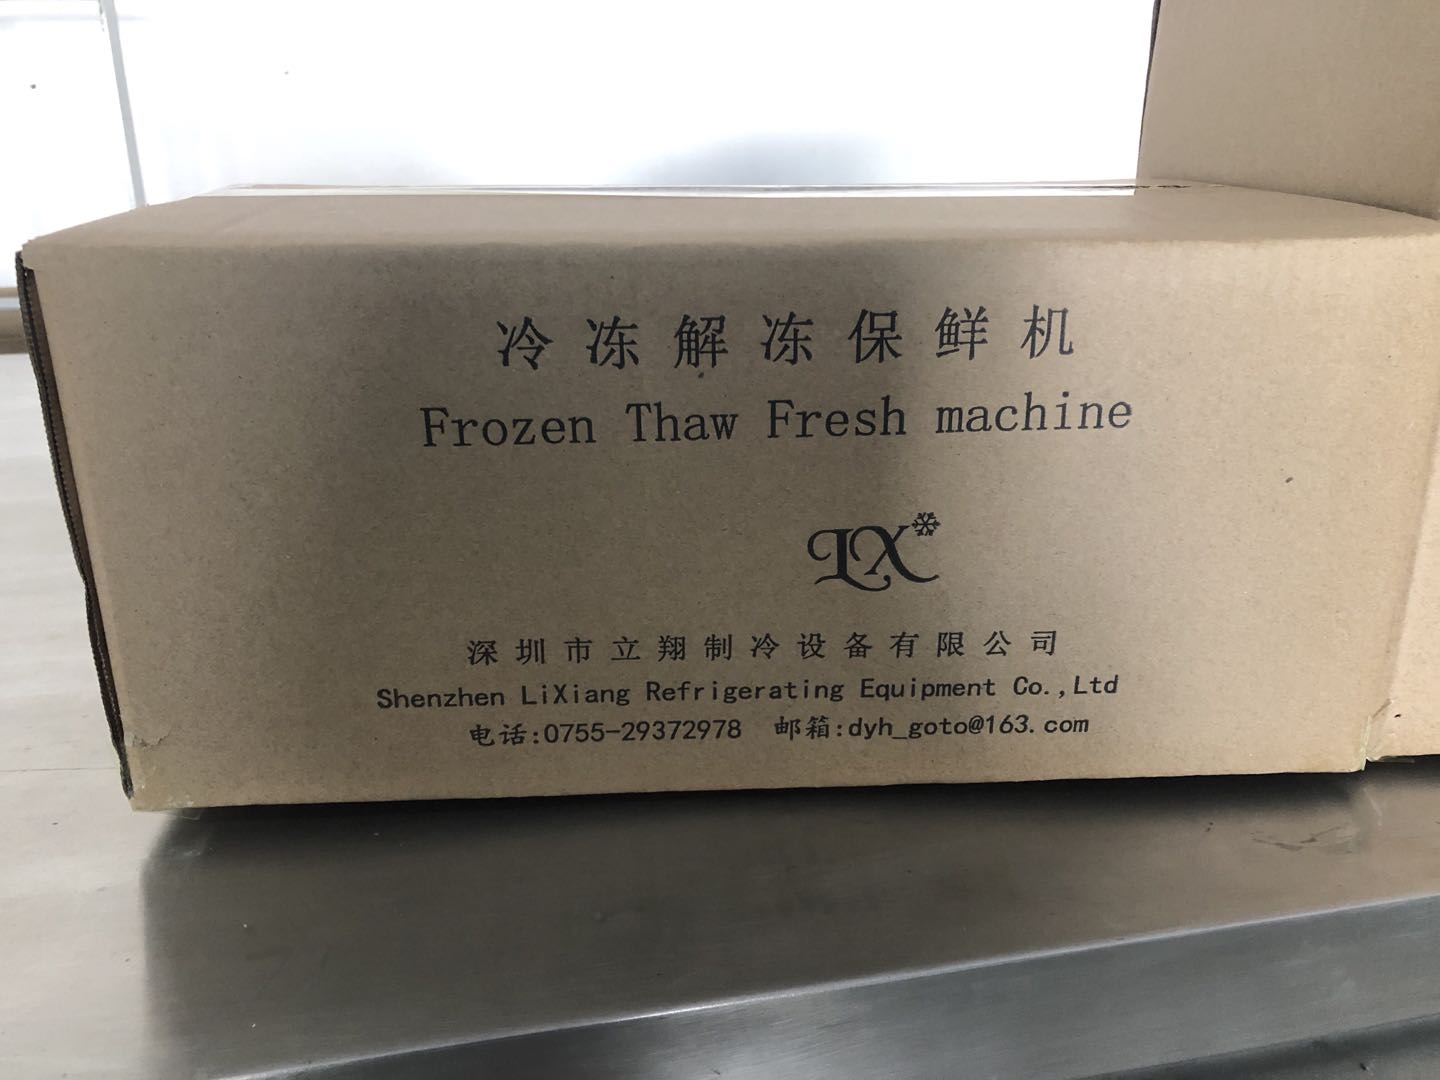 冷冻解冻保鲜机
Frozen Thaw Fresh machine
LX
深圳市立翔制冷设备有限公司
Shenzhen LiXiang Refrigerating Equipment Co.,Ltd
电话:0755-29372978 邮箱:dyh_goto@163.com